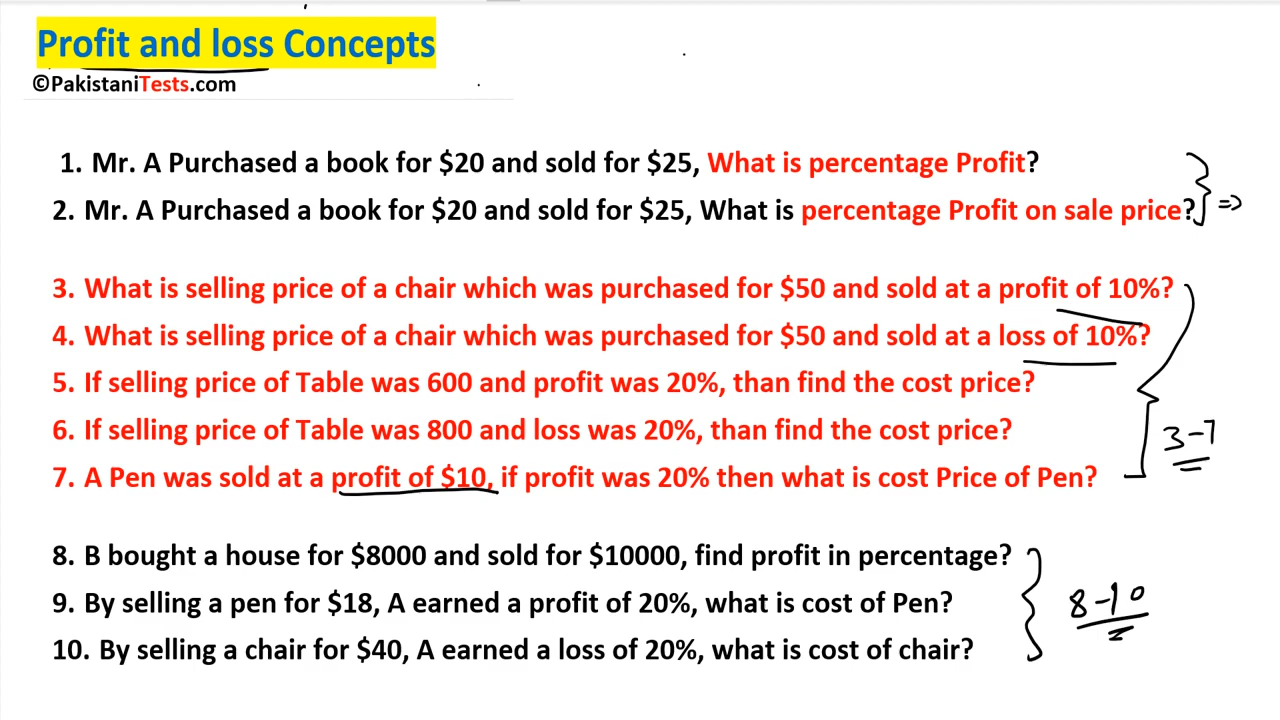 Profit and loss Concepts
©PakistaniTests.com
1. Mr. A Purchased a book for $20 and sold for $25, What is percentage Profit?
2. Mr. A Purchased a book for $20 and sold for $25, What is percentage Profit on sale price?
=>
3. What is selling price of a chair which was purchased for $50 and sold at a profit of 10%?
4. What is selling price of a chair which was purchased for $50 and sold at a loss of 10%?
5. If selling price of Table was 600 and profit was 20%, than find the cost price?
6. If selling price of Table was 800 and loss was 20%, than find the cost price?
3-7
7. A Pen was sold at a profit of $10, if profit was 20% then what is cost Price of Pen?
8. B bought a house for $8000 and sold for $10000, find profit in percentage?
9. By selling a pen for $18, A earned a profit of 20%, what is cost of Pen?
8-10
10. By selling a chair for $40, A earned a loss of 20%, what is cost of chair?